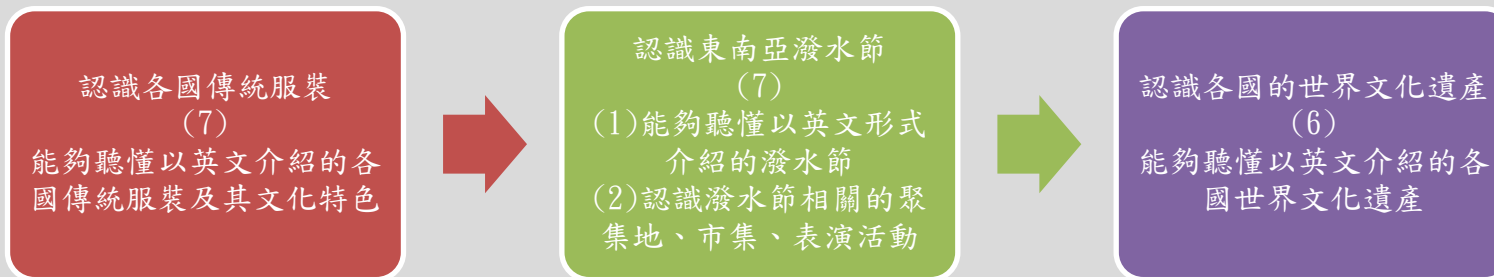 認識各國傳統服裝
(7)
能夠聽懂以英文介紹的各
國傳統服裝及其文化特色
認識東南亞潑水節
(7)
(1)能夠聽懂以英文形式
介紹的潑水節
(2)認識潑水節相關的聚
集地、市集、表演活動
認識各國的世界文化遺產
(6)
能夠聽懂以英文介紹的各
國世界文化遺產